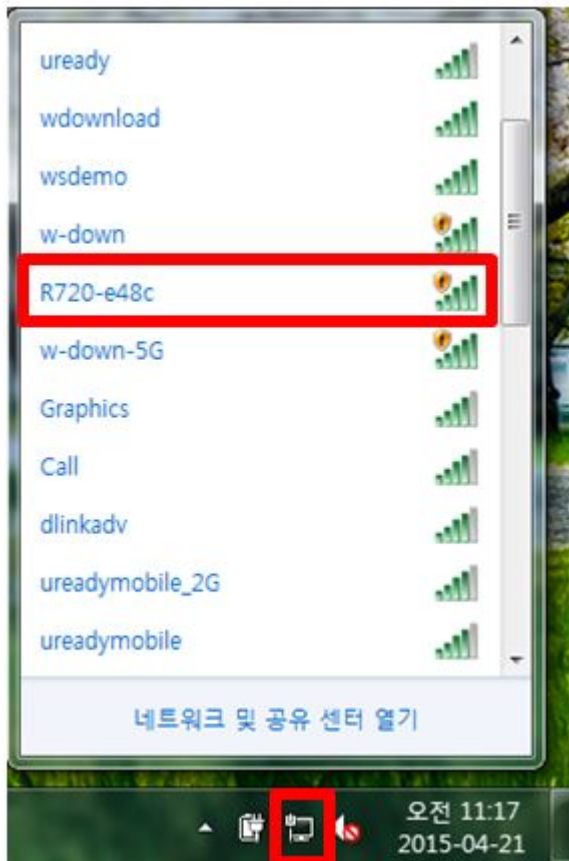 uready
wdownload
wsdemo
w-down
R720-e48c
w-down-5G
Graphics
Call
dlinkadv
ureadymobile_2G
ureadymobile
네트워크 및 공유 센터 열기
오전 11:17
2015-04-21